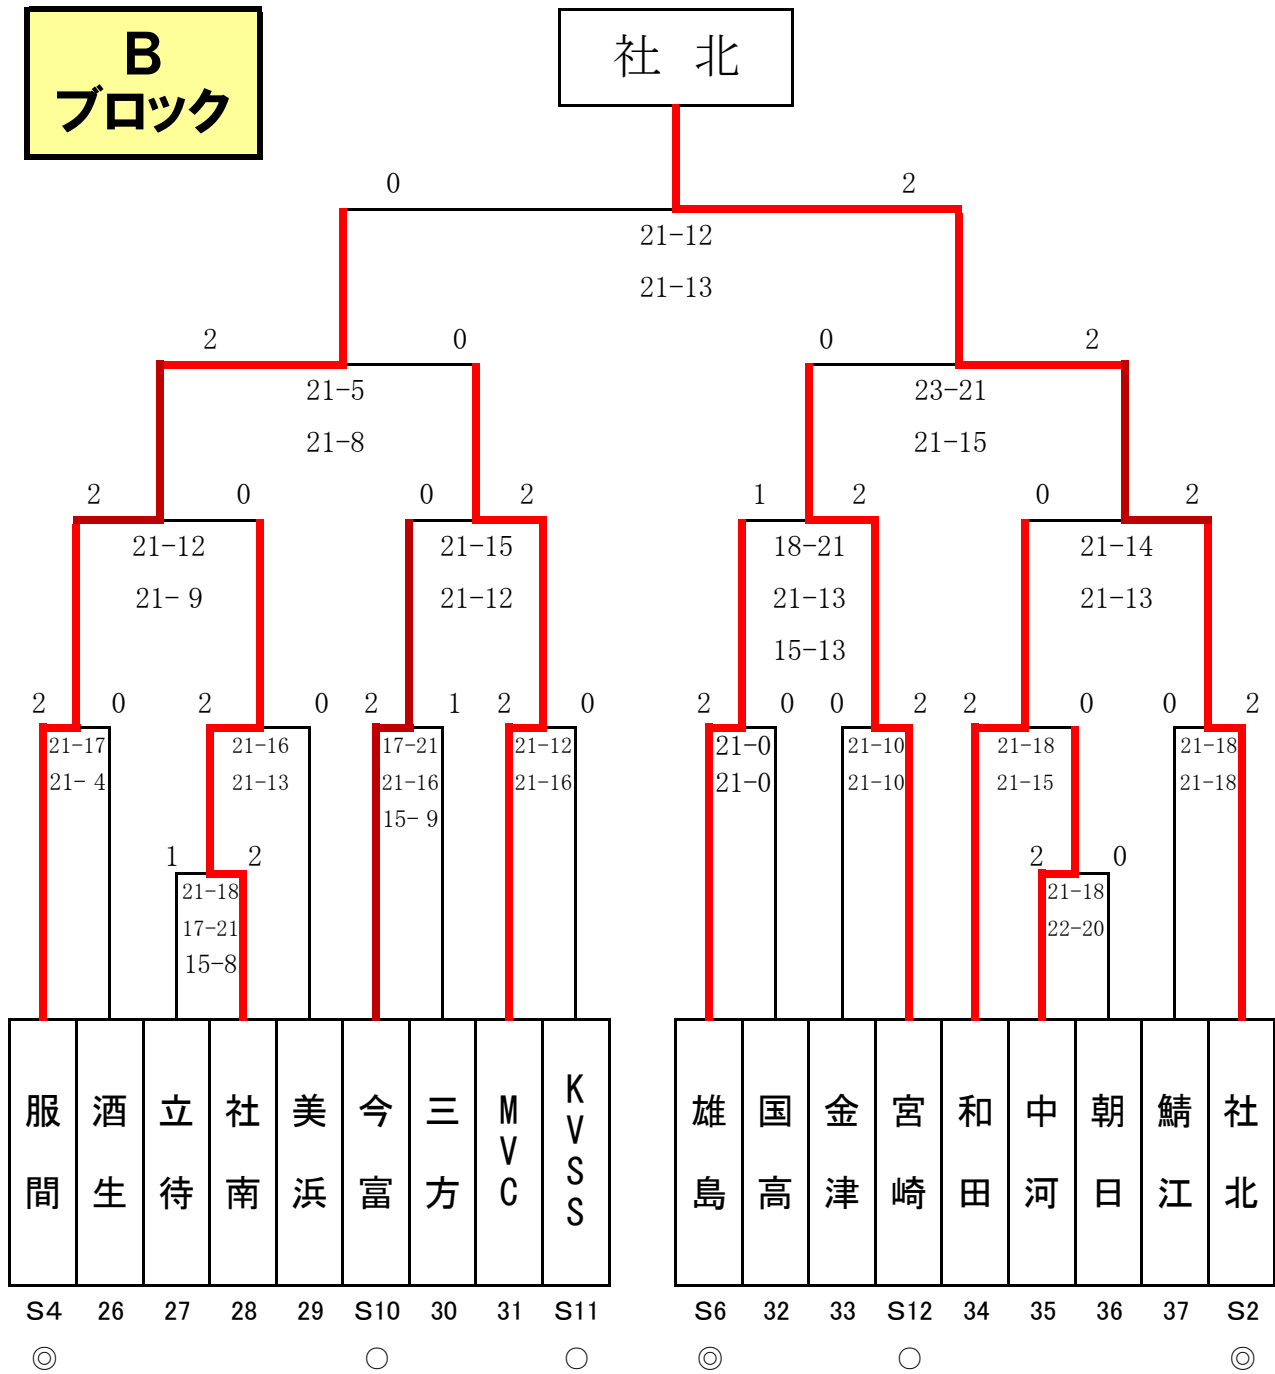 B
ブロック
社 北
0 2
21-12
21-13
2 0 0 2
21-5 23-21
21-8 21-15
2 0 0 2 1 2 0 2
21-12 21-15 18-21 21-14
21- 9 21-12 21-13 21-13
15-13
2 0 2 0 2 1 2 0 2 0 0 2 2 0 0 2
21-17 21-16 17-21 21-12 21-0 21-10 21-18 21-18
21- 4 21-13 21-16 21-16 21-0 21-10 21-15 21-18
15- 9
1 2 2 0
21-18 21-18
17-21 22-20
15-8
服間 酒生 立待 社南 美浜 今富 三方 MVC KVSS 雄島 国高 金津 宮崎 和田 中河 朝日 鯖江 社北
S4 26 27 28 29 S10 30 31 S11 S6 32 33 S12 34 35 36 37 S2
◎ ○ ○ ◎ ○ ◎